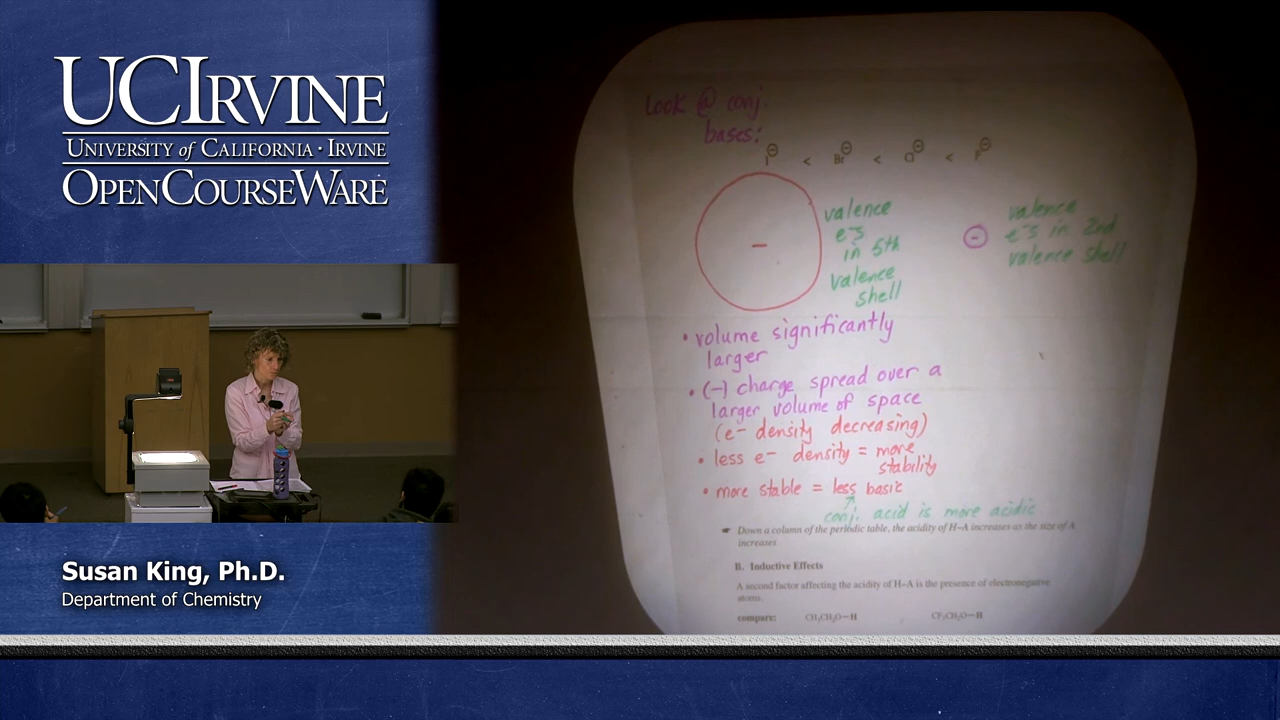 UCIRVINE
UNIVERSITY of CALIFORNIA · IRVINE
OPENCOURSEWARE
Susan King, Ph.D.
Department of Chemistry
Look @ conj.
bases:
I⊖ < Br⊖ < Cl⊖ < F⊖
valence
e⁻s
in 5th
valence
shell
−
valence
e⁻s in 2nd
valence shell
−
• volume significantly
larger
• (−) charge spread over a
larger volume of space
(e− density decreasing)
• less e− density = more
stability
• more stable = less basic
conj. acid is more acidic
☛ Down a column of the periodic table, the acidity of H–A increases as the size of A
increases.
B. Inductive Effects
A second factor affecting the acidity of H–A is the presence of electronegative
atoms.
compare: CH₃CH₂O—H CF₃CH₂O—H